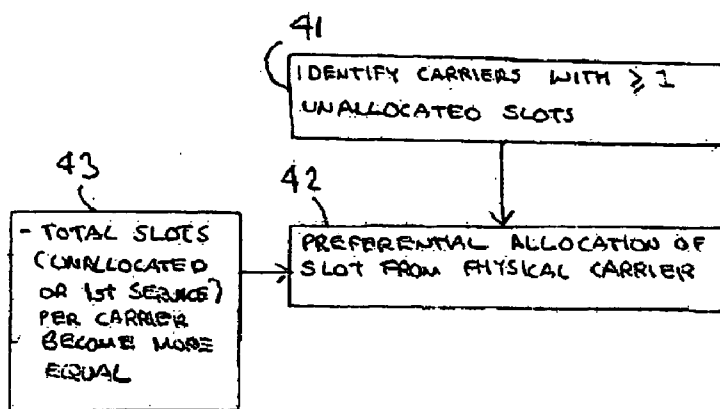 41
IDENTIFY CARRIERS WITH ≥ 1
UNALLOCATED SLOTS
43
42
- TOTAL SLOTS
(UNALLOCATED
OR 1st SERVICE)
PER CARRIER
BECOME MORE
EQUAL
PREFERENTIAL ALLOCATION OF
SLOT FROM PHYSICAL CARRIER